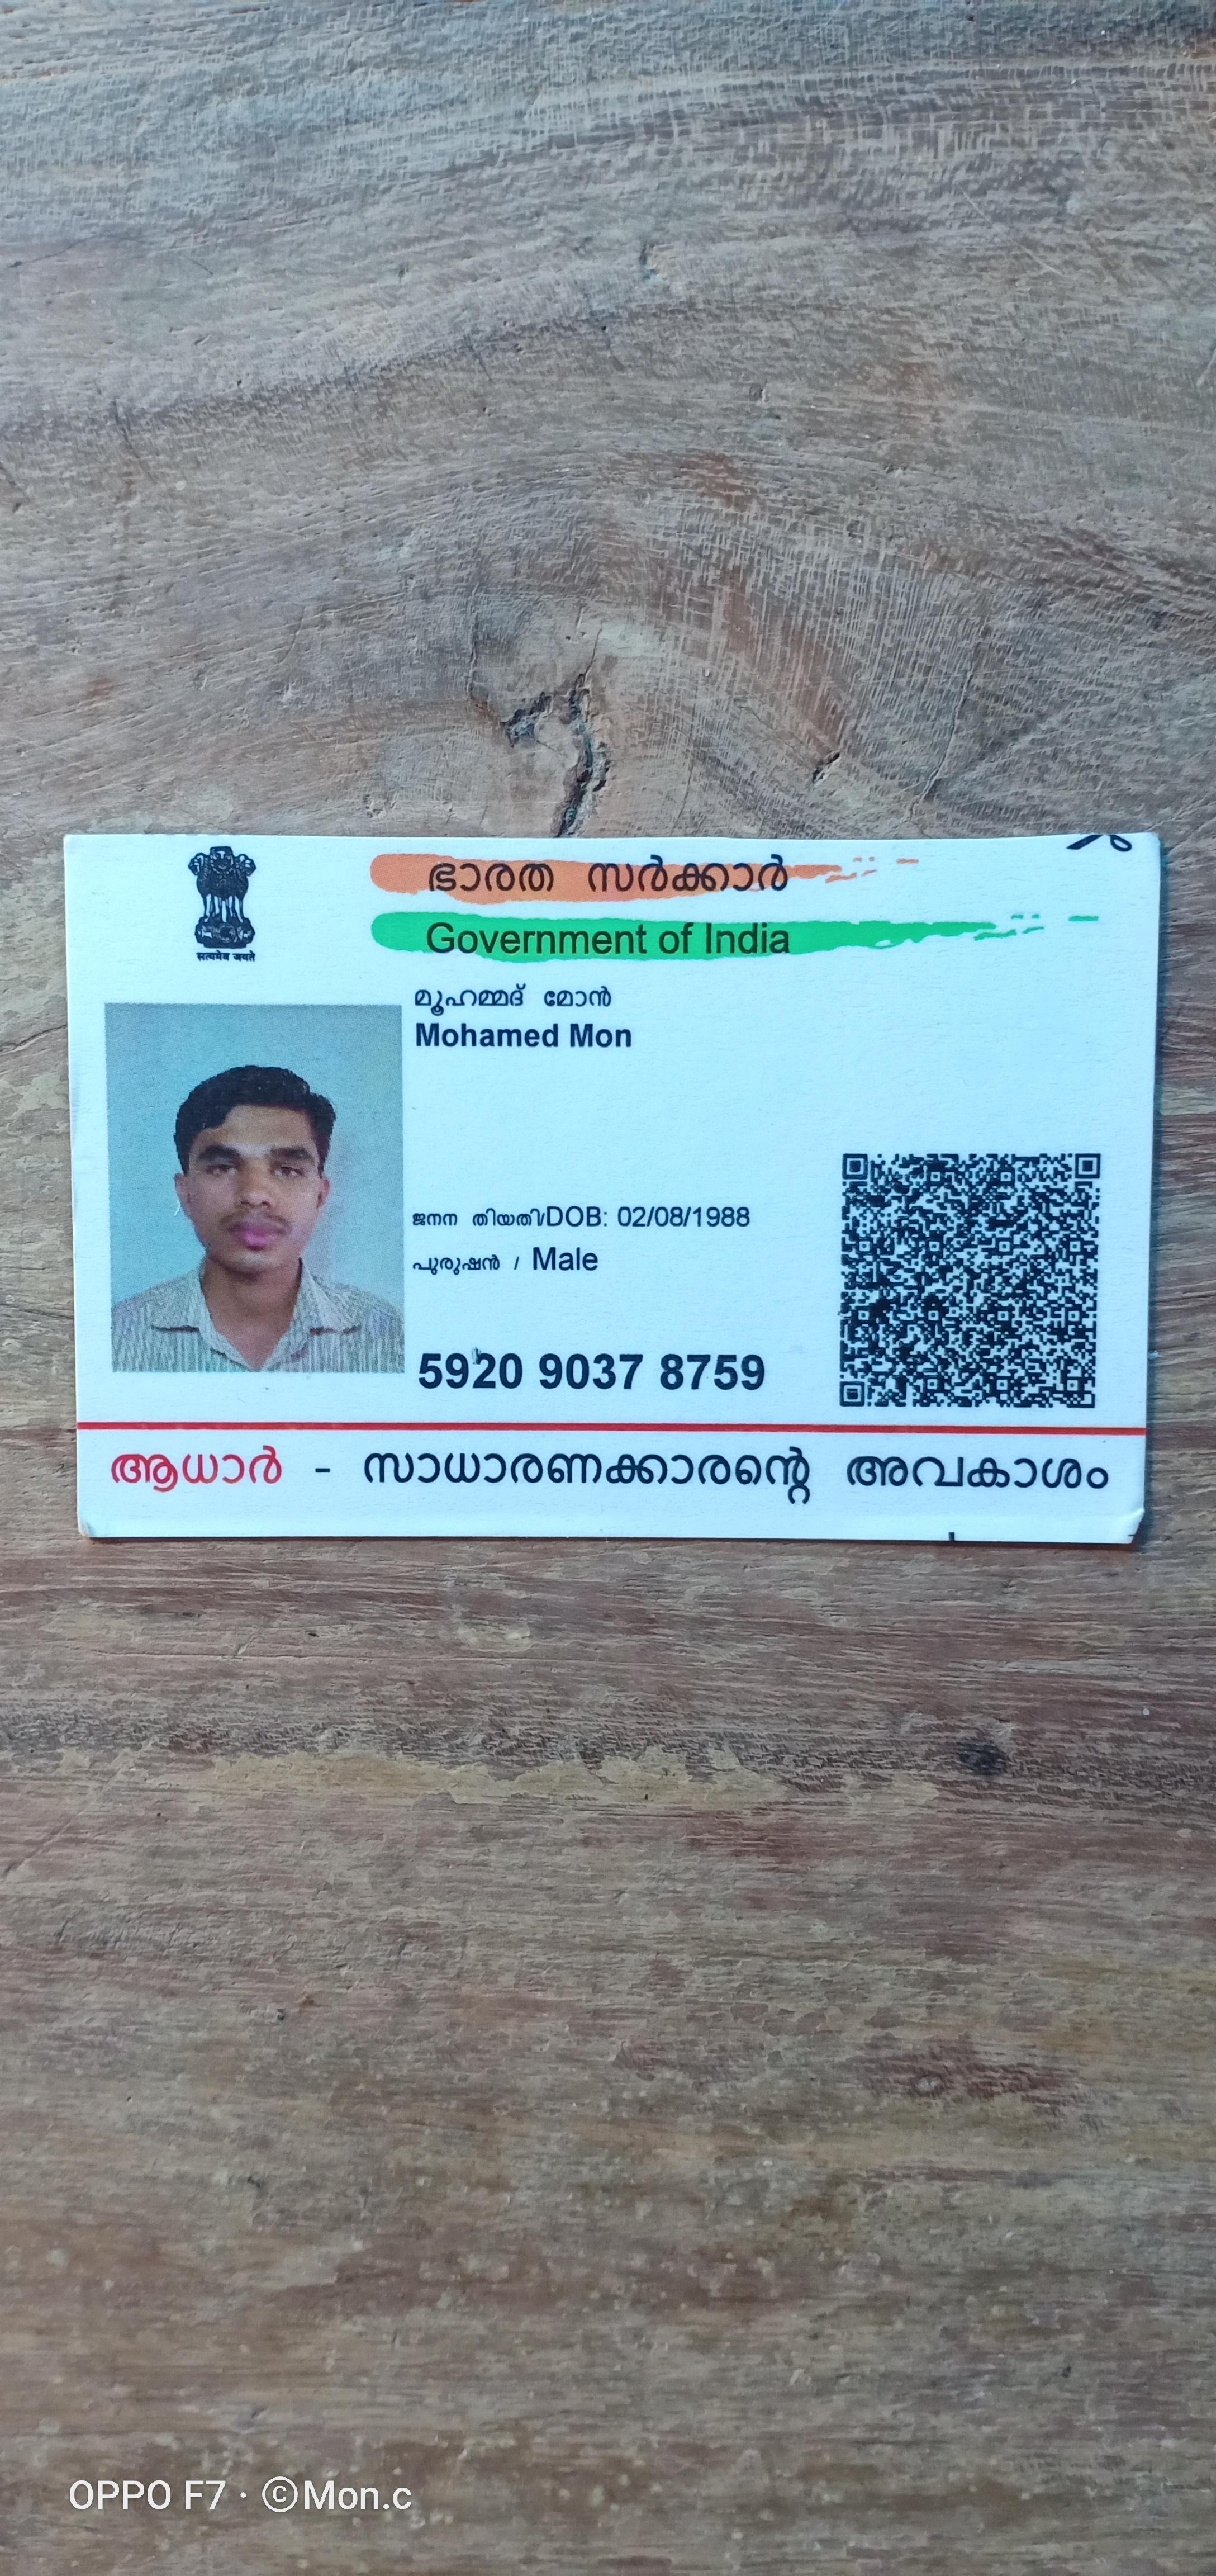 ഭാരത സർക്കാർ
Government of India
सत्यमेव जयते
മൂഹമ്മദ് മോൻ
Mohamed Mon
ജനന തിയതി/DOB: 02/08/1988
പുരുഷൻ / Male
5920 9037 8759
ആധാർ - സാധാരണക്കാരന്റെ അവകാശം
OPPO F7 · ©Mon.c